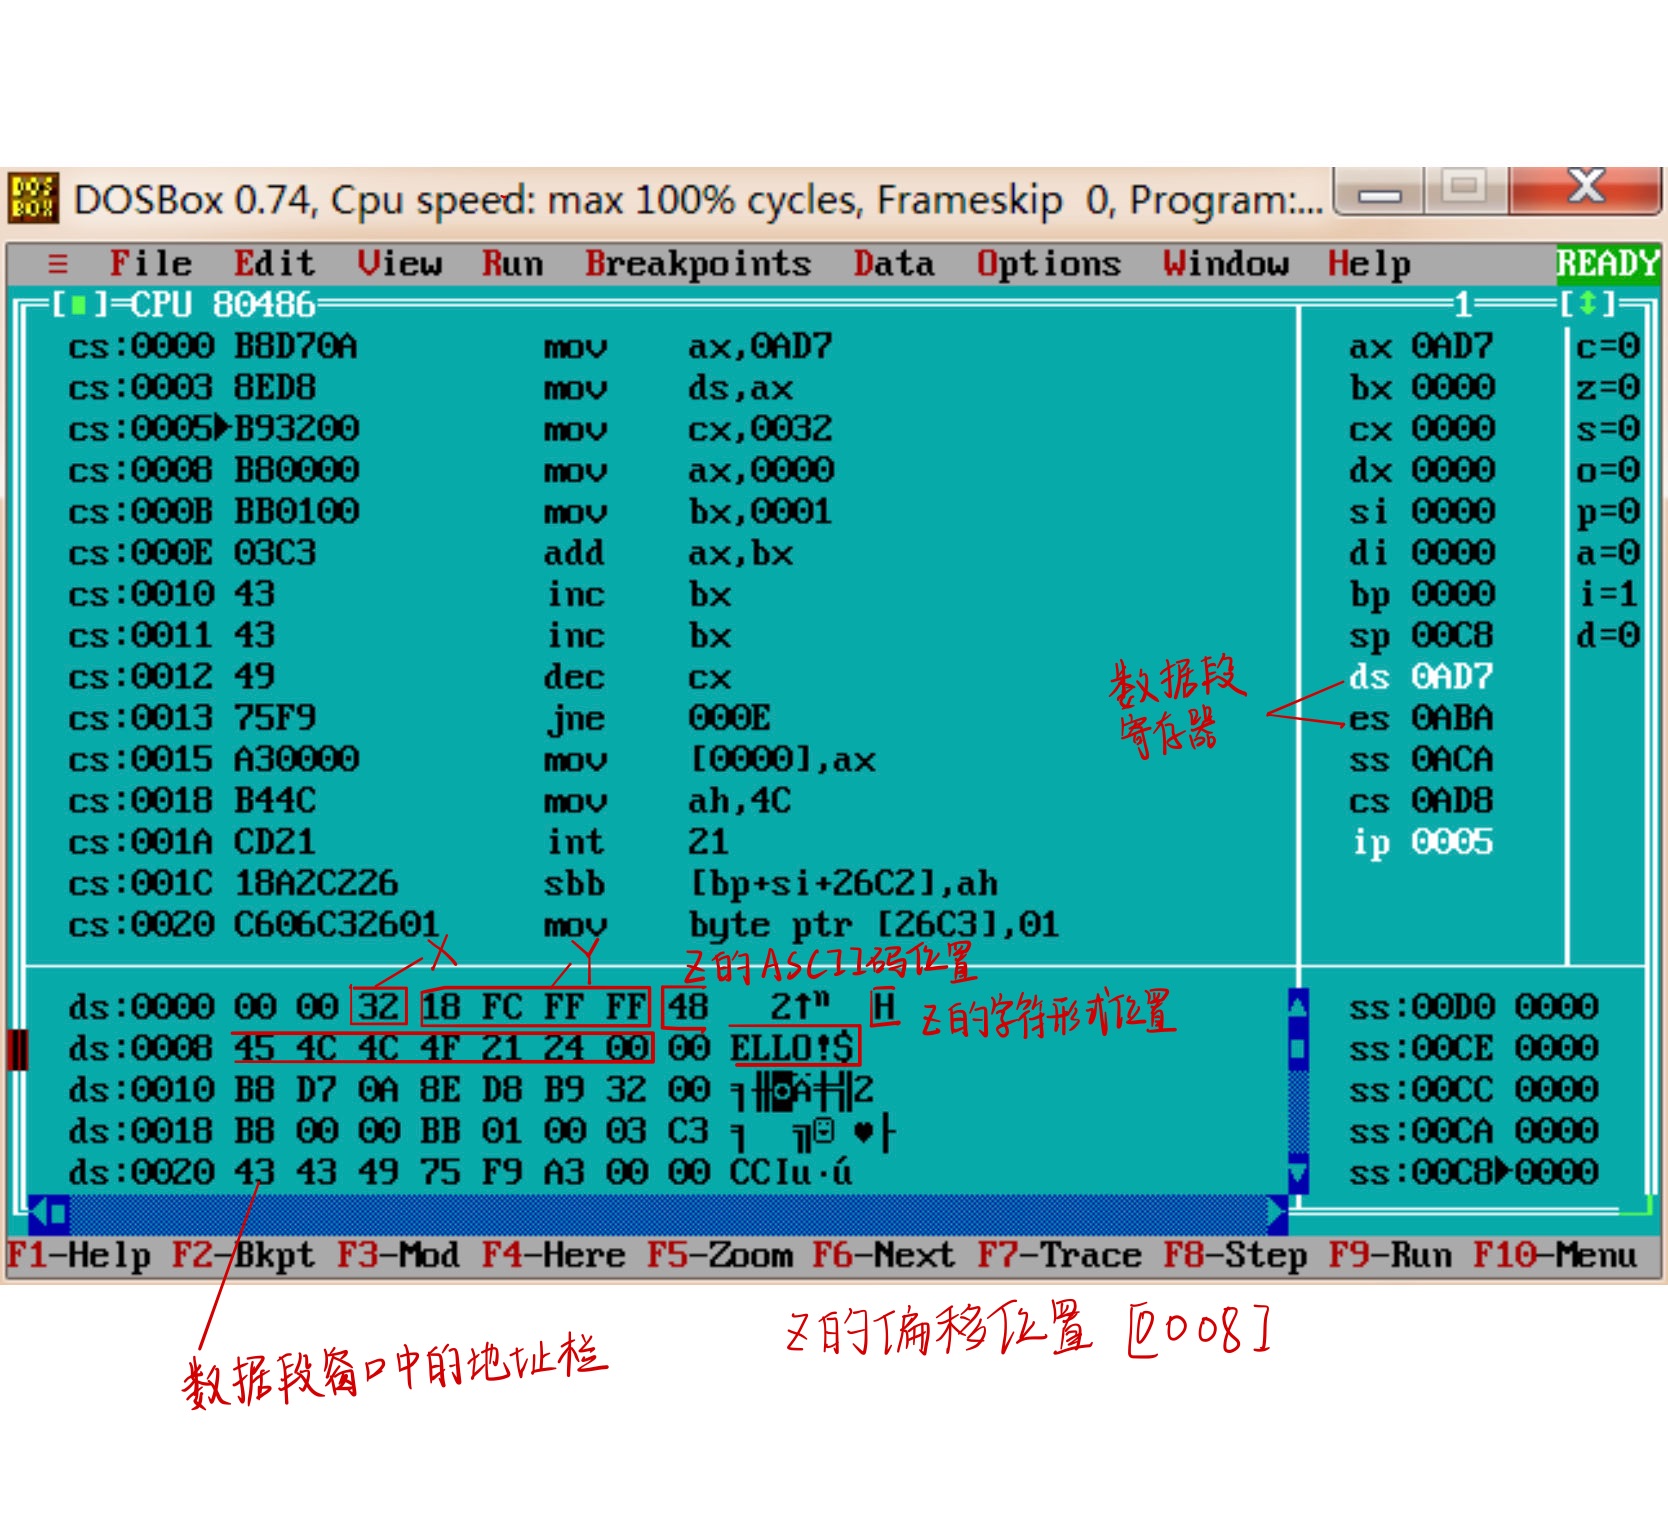 DOS
BOX
DOSBox 0.74, Cpu speed: max 100% cycles, Frameskip 0, Program:...
≡ File Edit View Run Breakpoints Data Options Window Help READY
[■]=CPU 80486 1 [↕]
cs:0000 B8D70A mov ax,0AD7
cs:0003 8ED8 mov ds,ax
cs:0005►B93200 mov cx,0032
cs:0008 B80000 mov ax,0000
cs:000B BB0100 mov bx,0001
cs:000E 03C3 add ax,bx
cs:0010 43 inc bx
cs:0011 43 inc bx
cs:0012 49 dec cx
cs:0013 75F9 jne 000E
cs:0015 A30000 mov [0000],ax
cs:0018 B44C mov ah,4C
cs:001A CD21 int 21
cs:001C 18A2C226 sbb [bp+si+26C2],ah
cs:0020 C606C32601 mov byte ptr [26C3],01
ax 0AD7 c=0
bx 0000 z=0
cx 0000 s=0
dx 0000 o=0
si 0000 p=0
di 0000 a=0
bp 0000 i=1
sp 00C8 d=0
ds 0AD7
es 0ABA
ss 0ACA
cs 0AD8
ip 0005
数据段
寄存器
X
Y
Z的ASCII码位置
Z的字符形式位置
ds:0000 00 00 32 18 FC FF FF 48 2↑ⁿ H
ds:0008 45 4C 4C 4F 21 24 00 00 ELLO!$
ds:0010 B8 D7 0A 8E D8 B9 32 00 ╕╫◙Ä╪╣2
ds:0018 B8 00 00 BB 01 00 03 C3 ╕ ╗☺ ♥├
ds:0020 43 43 49 75 F9 A3 00 00 CCIu·ú
ss:00D0 0000
ss:00CE 0000
ss:00CC 0000
ss:00CA 0000
ss:00C8►0000
F1-Help F2-Bkpt F3-Mod F4-Here F5-Zoom F6-Next F7-Trace F8-Step F9-Run F10-Menu
Z的偏移位置 [0008]
数据段窗口中的地址栏